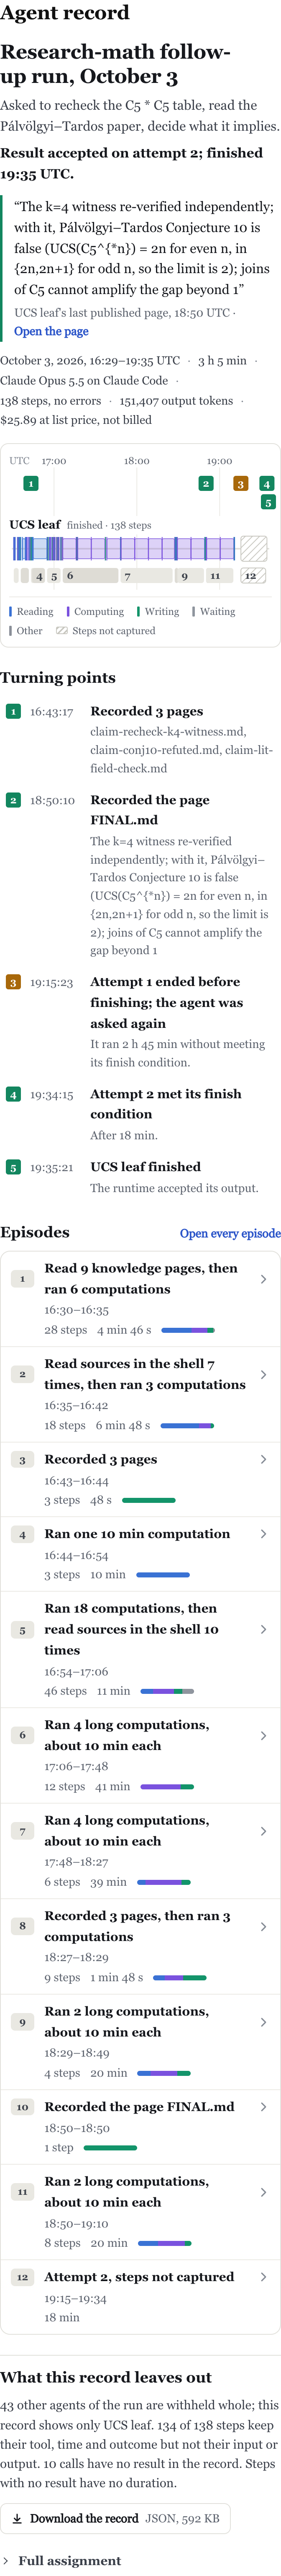 Agent record
Research-math follow-
up run, October 3
Asked to recheck the C5 * C5 table, read the
Pálvölgyi–Tardos paper, decide what it implies.
Result accepted on attempt 2; finished
19:35 UTC.
“The k=4 witness re-verified independently;
with it, Pálvölgyi–Tardos Conjecture 10 is
false (UCS(C5^{*n}) = 2n for even n, in
{2n,2n+1} for odd n, so the limit is 2); joins
of C5 cannot amplify the gap beyond 1”
UCS leaf’s last published page, 18:50 UTC ·
Open the page
October 3, 2026, 16:29–19:35 UTC · 3 h 5 min ·
Claude Opus 5.5 on Claude Code ·
138 steps, no errors · 151,407 output tokens ·
$25.89 at list price, not billed
UTC 17:00 18:00 19:00
1 2 3 4
5
UCS leaf finished · 138 steps
4 5 6 7 9 11 12
Reading Computing Writing Waiting
Other Steps not captured
Turning points
1 16:43:17 Recorded 3 pages
claim-recheck-k4-witness.md,
claim-conj10-refuted.md, claim-lit-
field-check.md
2 18:50:10 Recorded the page
FINAL.md
The k=4 witness re-verified
independently; with it, Pálvölgyi–
Tardos Conjecture 10 is false
(UCS(C5^{*n}) = 2n for even n, in
{2n,2n+1} for odd n, so the limit is
2); joins of C5 cannot amplify the
gap beyond 1
3 19:15:23 Attempt 1 ended before
finishing; the agent was
asked again
It ran 2 h 45 min without meeting
its finish condition.
4 19:34:15 Attempt 2 met its finish
condition
After 18 min.
5 19:35:21 UCS leaf finished
The runtime accepted its output.
Episodes Open every episode
1 Read 9 knowledge pages, then
ran 6 computations
16:30–16:35
28 steps 4 min 46 s
2 Read sources in the shell 7
times, then ran 3 computations
16:35–16:42
18 steps 6 min 48 s
3 Recorded 3 pages
16:43–16:44
3 steps 48 s
4 Ran one 10 min computation
16:44–16:54
3 steps 10 min
5 Ran 18 computations, then
read sources in the shell 10
times
16:54–17:06
46 steps 11 min
6 Ran 4 long computations,
about 10 min each
17:06–17:48
12 steps 41 min
7 Ran 4 long computations,
about 10 min each
17:48–18:27
6 steps 39 min
8 Recorded 3 pages, then ran 3
computations
18:27–18:29
9 steps 1 min 48 s
9 Ran 2 long computations,
about 10 min each
18:29–18:49
4 steps 20 min
10 Recorded the page FINAL.md
18:50–18:50
1 step
11 Ran 2 long computations,
about 10 min each
18:50–19:10
8 steps 20 min
12 Attempt 2, steps not captured
19:15–19:34
18 min
What this record leaves out
43 other agents of the run are withheld whole; this
record shows only UCS leaf. 134 of 138 steps keep
their tool, time and outcome but not their input or
output. 10 calls have no result in the record. Steps
with no result have no duration.
Download the record JSON, 592 KB
Full assignment